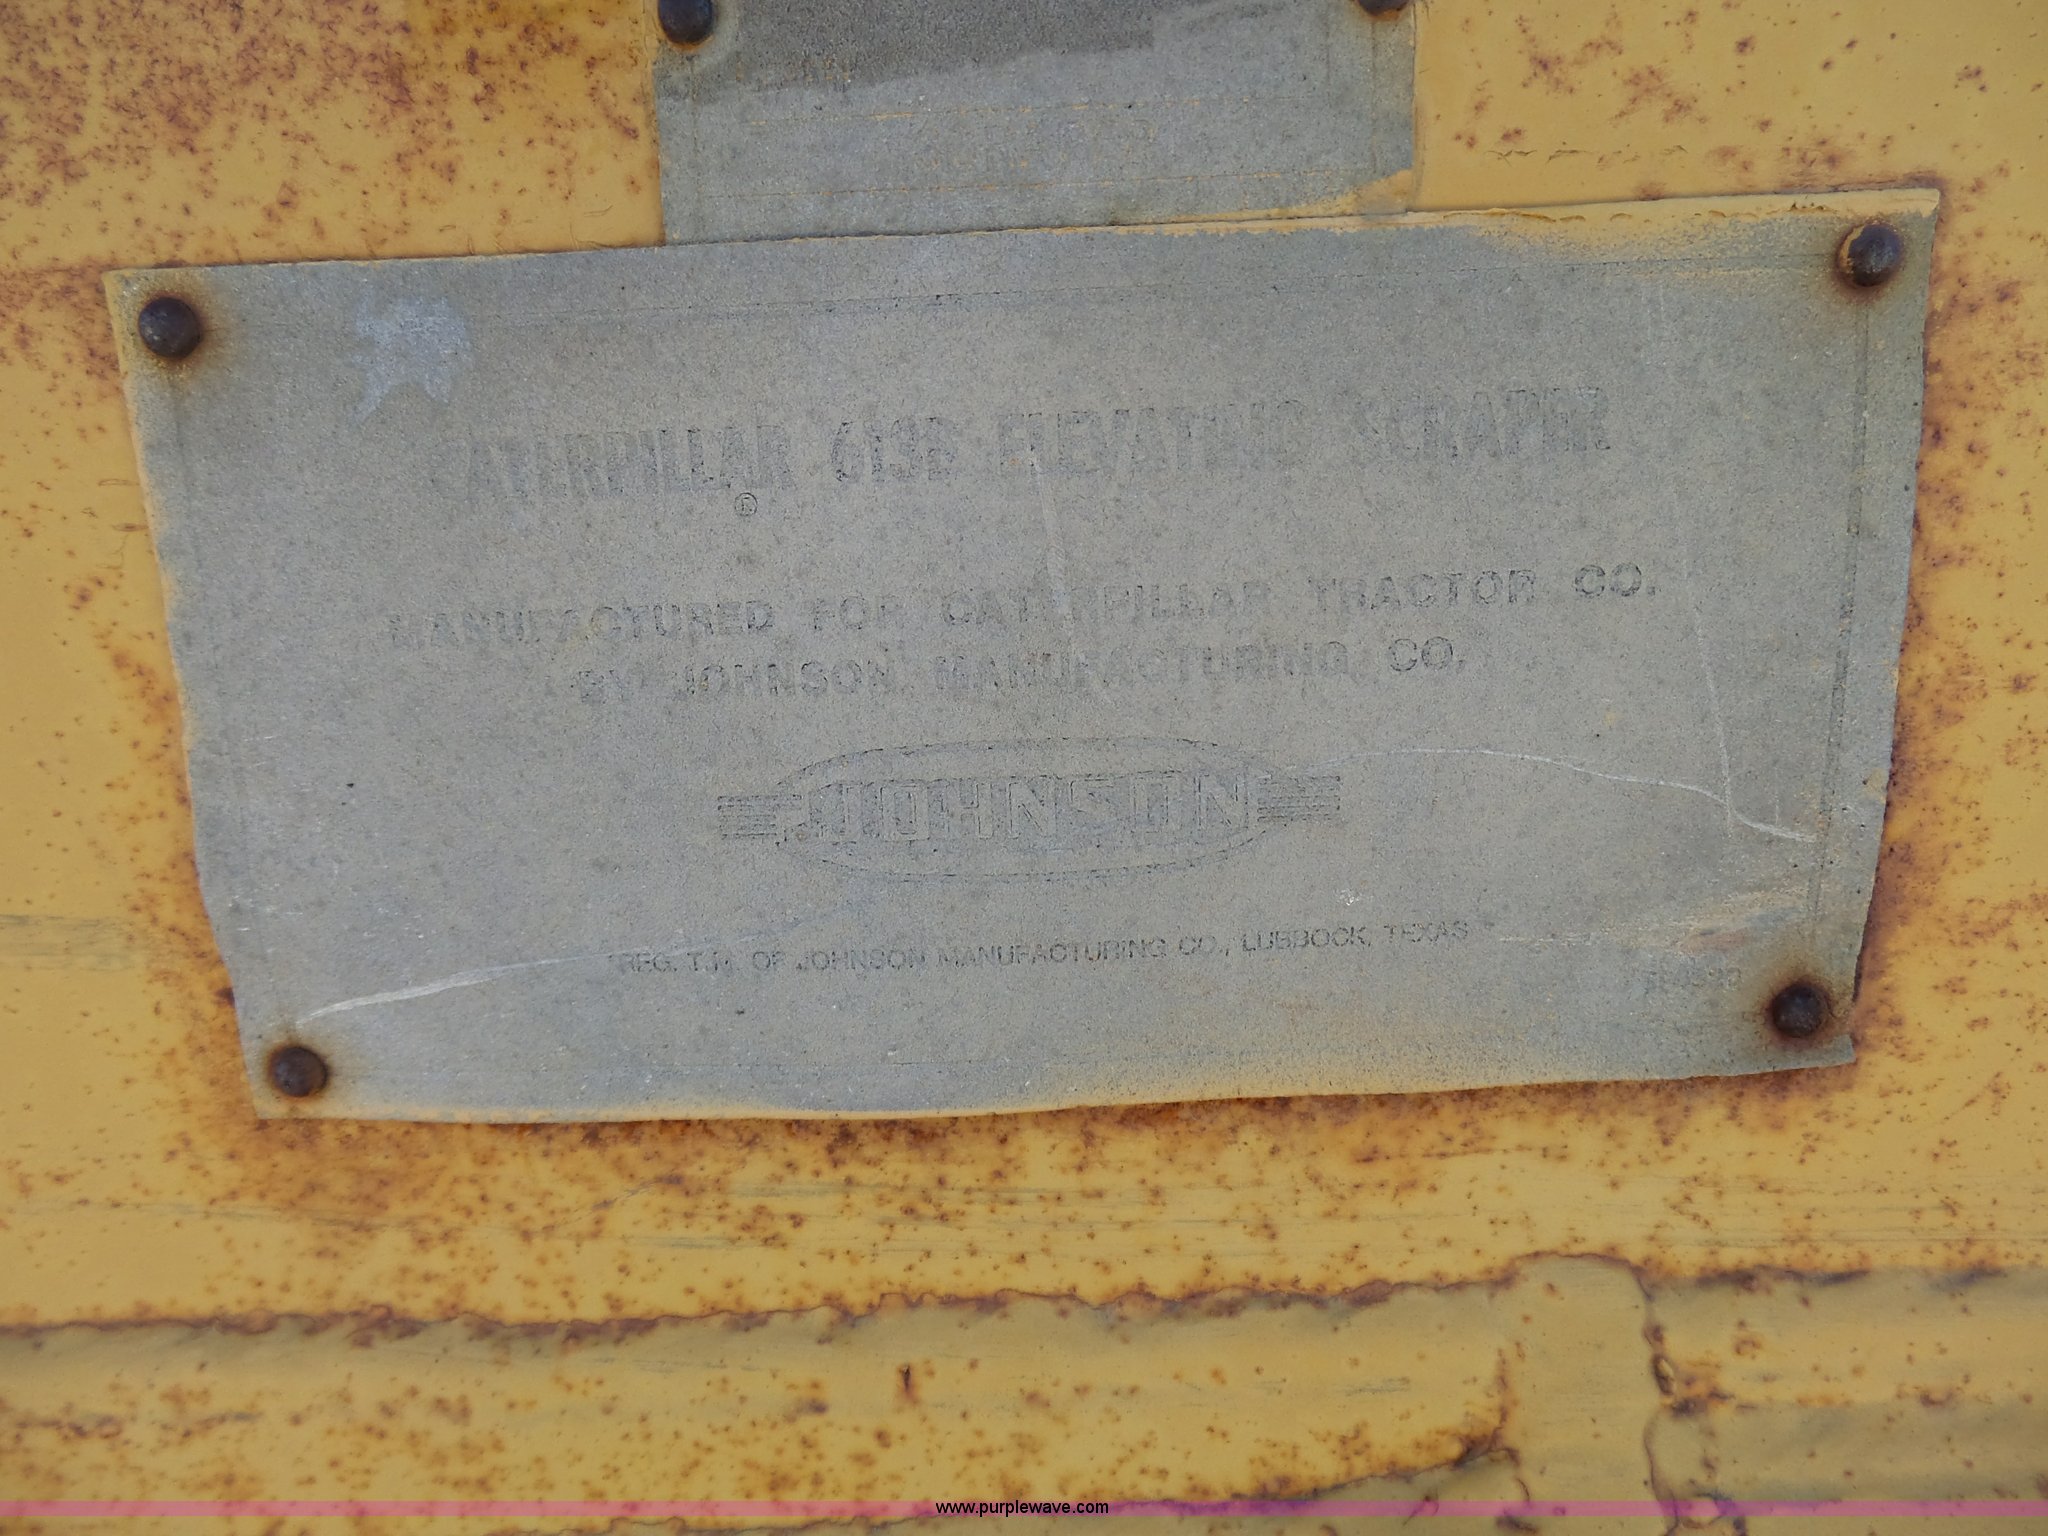 CATERPILLAR 613B ELEVATING SCRAPER
®
MANUFACTURED FOR CATERPILLAR TRACTOR CO.
BY JOHNSON MANUFACTURING CO.
JOHNSON
REG. T.M. OF JOHNSON MANUFACTURING CO., LUBBOCK, TEXAS
www.purplewave.com